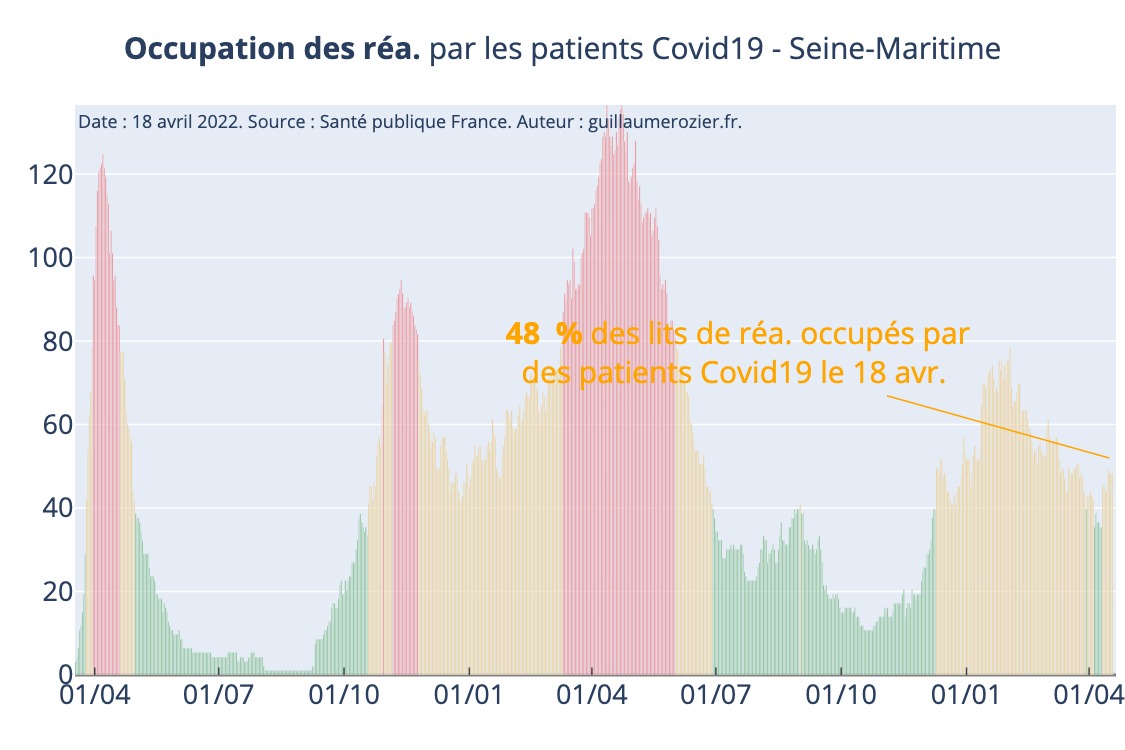 Occupation des réa. par les patients Covid19 - Seine-Maritime
Date : 18 avril 2022. Source : Santé publique France. Auteur : guillaumerozier.fr.
120
100
80
60
40
20
0
48 % des lits de réa. occupés par
des patients Covid19 le 18 avr.
01/04 01/07 01/10 01/01 01/04 01/07 01/10 01/01 01/04